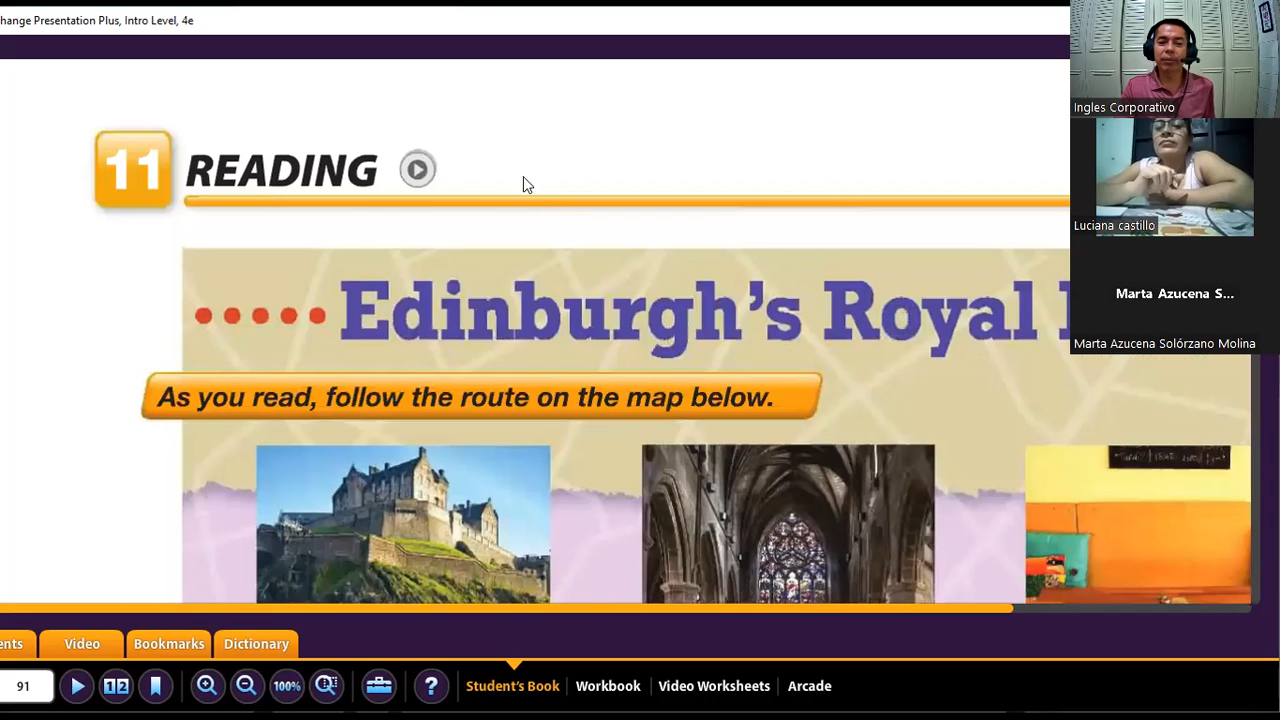 hange Presentation Plus, Intro Level, 4e
11 READING
Edinburgh's Royal
As you read, follow the route on the map below.
Ingles Corporativo
Luciana castillo
Marta Azucena S...
Marta Azucena Solórzano Molina
ents Video Bookmarks Dictionary
91 12 100% ? Student's Book Workbook Video Worksheets Arcade